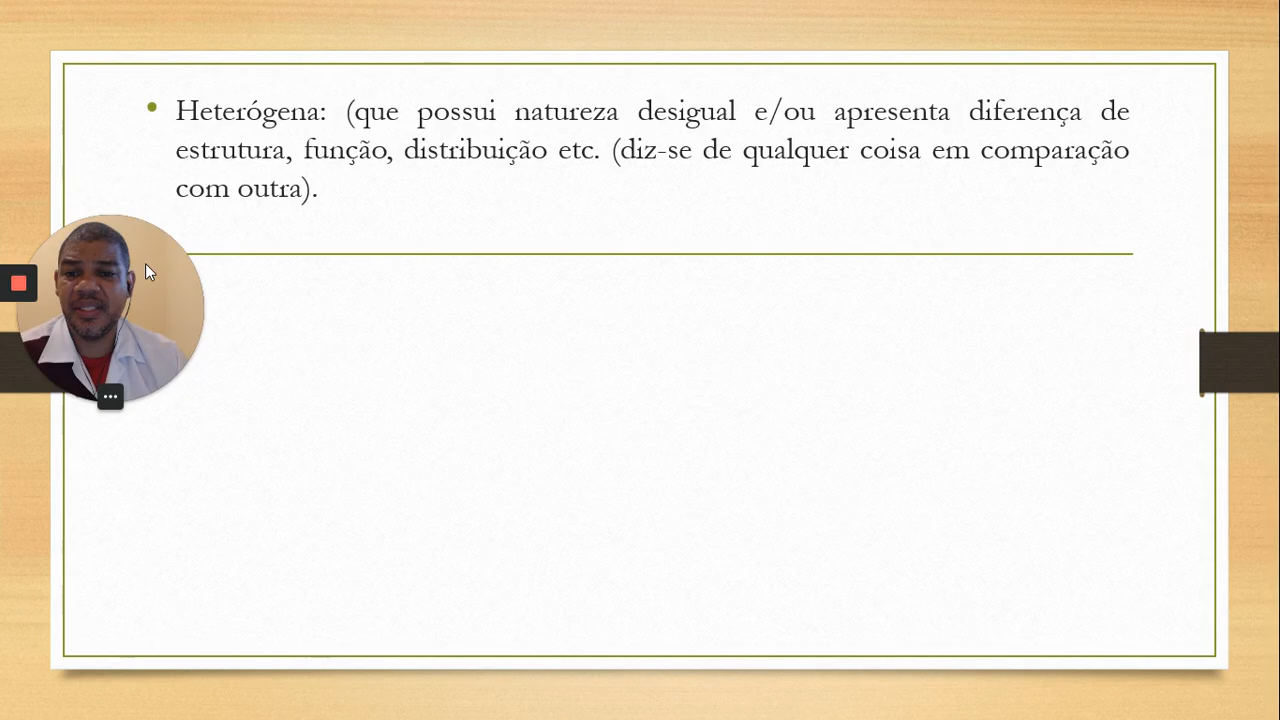 Heterógena: (que possui natureza desigual e/ou apresenta diferença de
estrutura, função, distribuição etc. (diz-se de qualquer coisa em comparação
com outra).